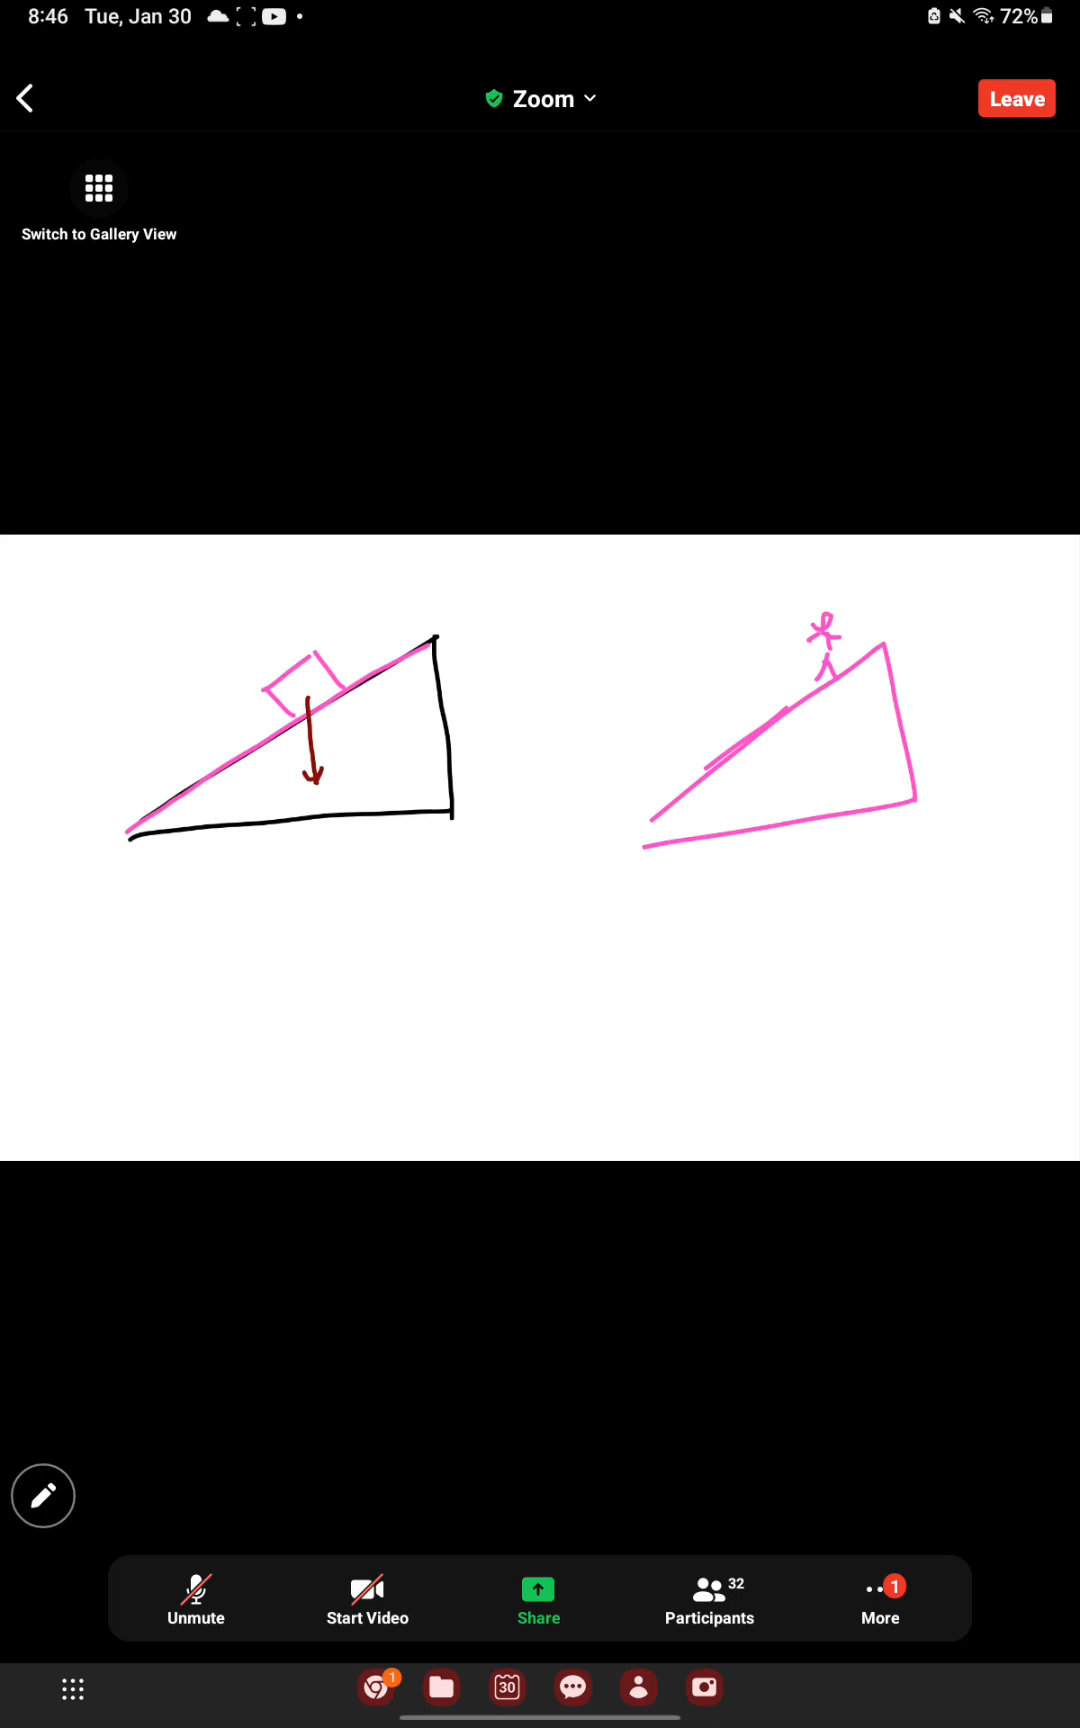 8:46 Tue, Jan 30
72%
Zoom
Leave
Switch to Gallery View
32
1
Unmute
Start Video
Share
Participants
More
1
30